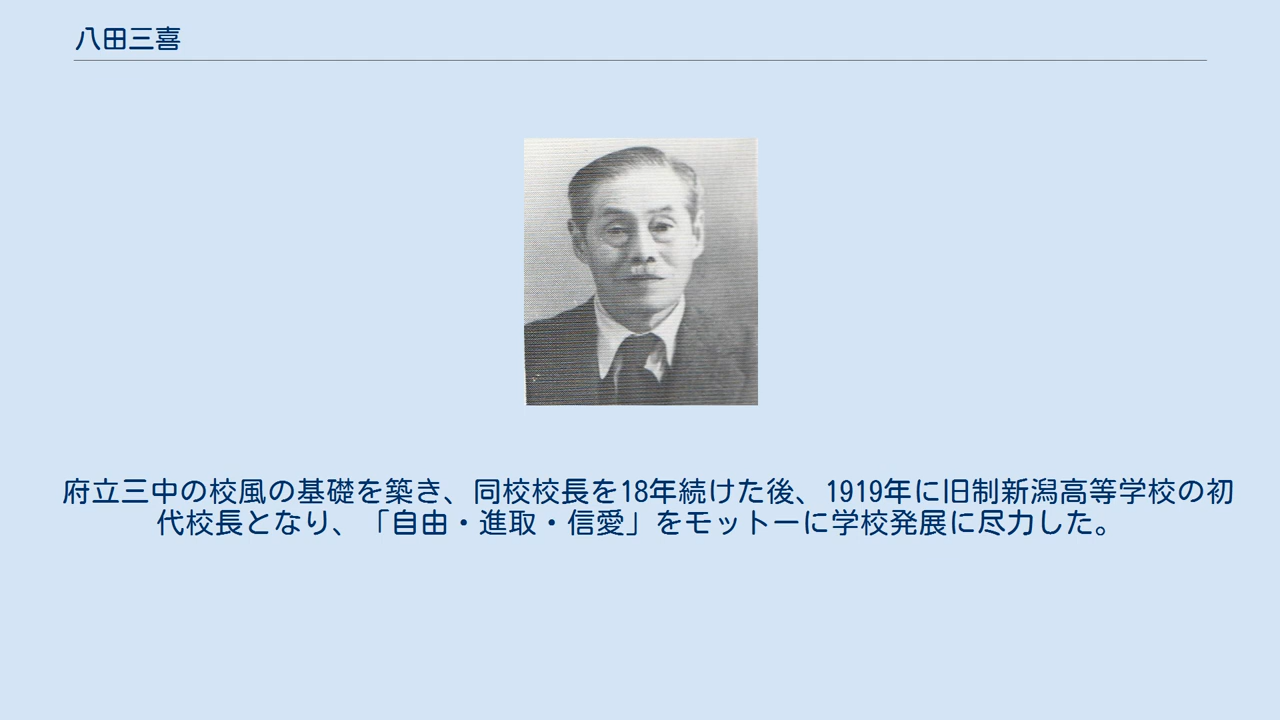 八田三喜
府立三中の校風の基礎を築き、同校校長を18年続けた後、1919年に旧制新潟高等学校の初
代校長となり、「自由・進取・信愛」をモットーに学校発展に尽力した。